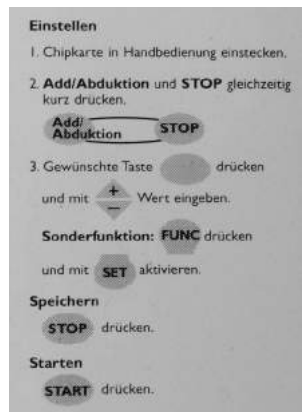 Einstellen
1. Chipkarte in Handbedienung einstecken.
2. Add/Abduktion und STOP gleichzeitig
kurz drücken.
Add/
Abduktion STOP
3. Gewünschte Taste drücken
und mit + − Wert eingeben.
Sonderfunktion: FUNC drücken
und mit SET aktivieren.
Speichern
STOP drücken.
Starten
START drücken.